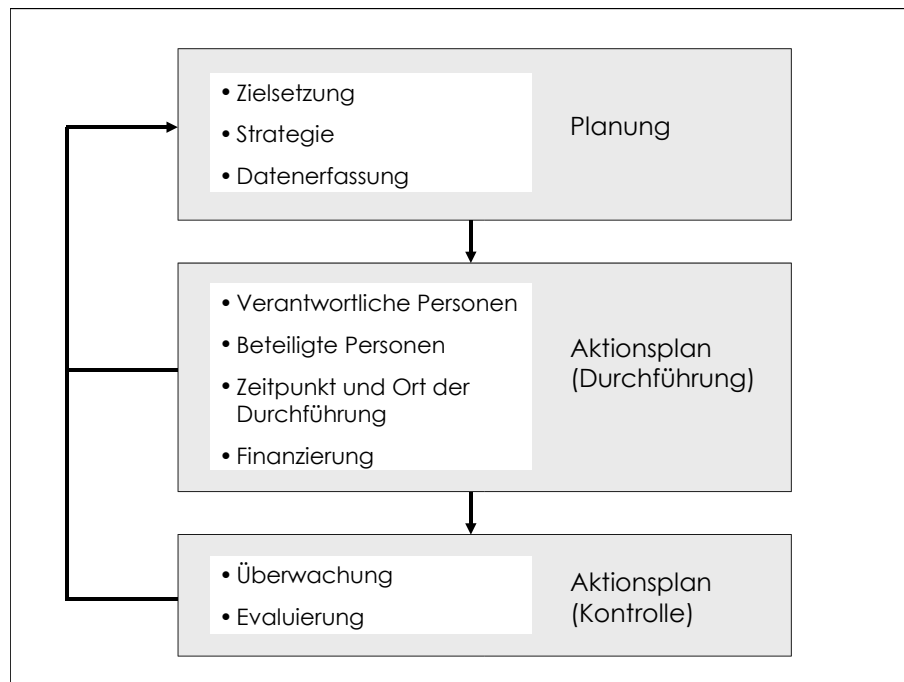 • Zielsetzung
• Strategie
• Datenerfassung
Planung
• Verantwortliche Personen
• Beteiligte Personen
• Zeitpunkt und Ort der
Durchführung
• Finanzierung
Aktionsplan
(Durchführung)
• Überwachung
• Evaluierung
Aktionsplan
(Kontrolle)